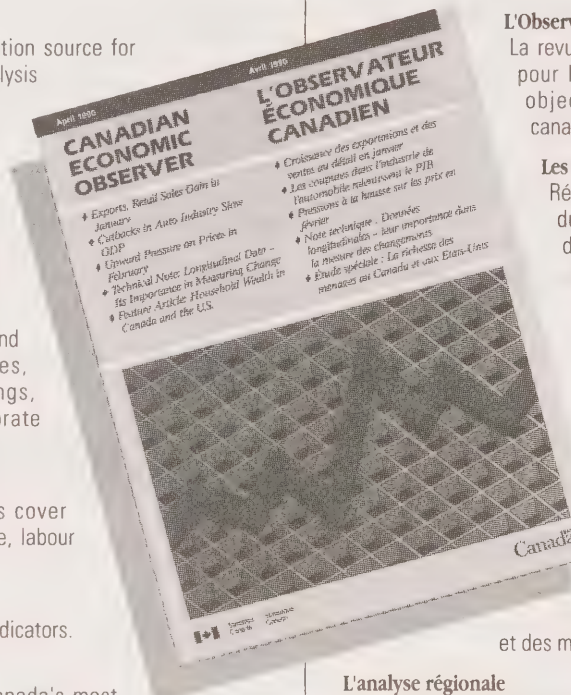 tion source for
lysis
nd
es,
ngs,
orate
s cover
e, labour
dicators.
anada's most
April 1990
CANADIAN
ECONOMIC
OBSERVER
Exports, Retail Sales Gain in
January
Cutbacks in Auto Industry Slow
GDP
Upward Pressure on Prices in
February
Technical Note: Longitudinal Data –
Its Importance in Measuring Change
Feature Article: Household Wealth in
Canada and the U.S.
Avril 1990
L'OBSERVATEUR
ÉCONOMIQUE
CANADIEN
Croissance des exportations et des
ventes au détail en janvier
Les coupures dans l'industrie de
l'automobile ralentissent le PIB
Pressions à la hausse sur les prix en
février
Note technique : Données
longitudinales – leur importance dans
la mesure des changements
Étude spéciale : La richesse des
ménages au Canada et aux États-Unis
Statistics
Canada
Statistique
Canada
Canada
L'Observ
La revu
pour l
objec
cana
Les
Ré
du
d
et des m
L'analyse régionale